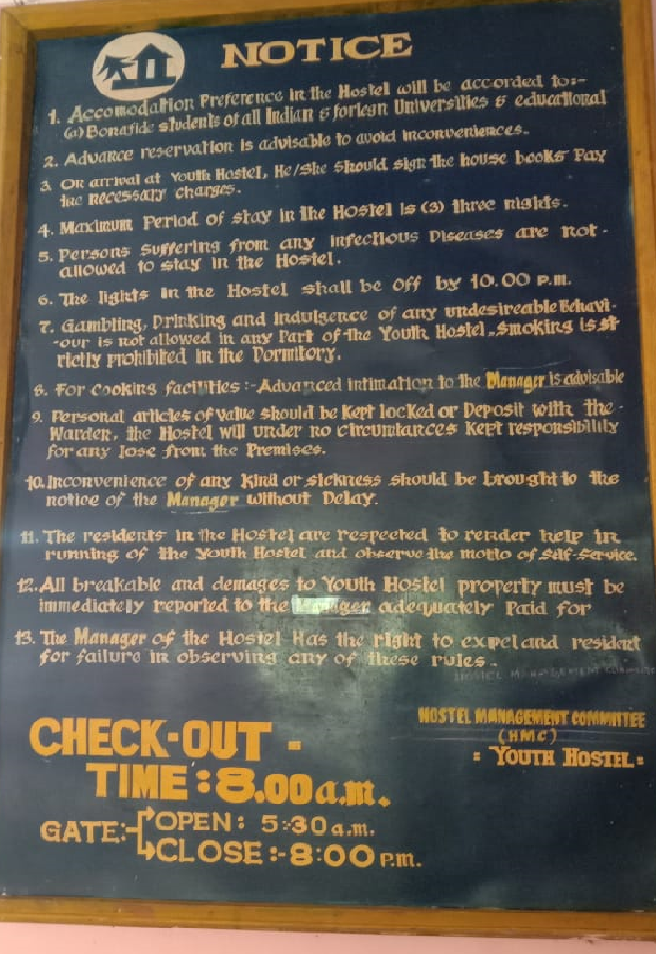 NOTICE
1. Accomodation Preference in the Hostel will be accorded to:-
(a) Bonafide students of all Indian & foriegn Universities & educational
2. Advance reservation is advisable to avoid inconveniences.
3. On arrival at Youth Hostel, He/She should sign the house books Pay
the necessary charges.
4. Maximum Period of stay in the Hostel is (3) three nights.
5. Persons Suffering from any infectious Diseases are not-
allowed to stay in the Hostel.
6. The lights in the Hostel shall be off by 10.00 P.m.
7. Gambling, Drinking and indulgence of any undesireable Behavi-
-our is not allowed in any Part of the Youth Hostel. Smoking is st
rictly prohibited in the Dormitory.
8. For cooking facilities :- Advanced intimation to the Manager is advisable
9. Personal articles of value should be kept locked or Deposit with the-
Warden, the Hostel will under no circumtances kept responsibility
for any lose from the Premises.
10. Inconvenience of any kind or sickness should be brought to the
notice of the Manager without Delay.
11. The residents in the Hostel are respected to render help in
running of the Youth Hostel and observe the motto of Self-Service.
12. All breakable and demages to Youth Hostel property must be
immediately reported to the Manager adequately Paid for
13. The Manager of the Hostel Has the right to expel and resident
for failure in observing any of these rules-
HOSTEL MANAGEMENT
HOSTEL MANAGEMENT COMMITEE
(HMC)
= YOUTH HOSTEL =
CHECK-OUT -
TIME : 8.00 a.m.
GATE:- OPEN : 5:30 a.m.
CLOSE :- 8:00 P.m.